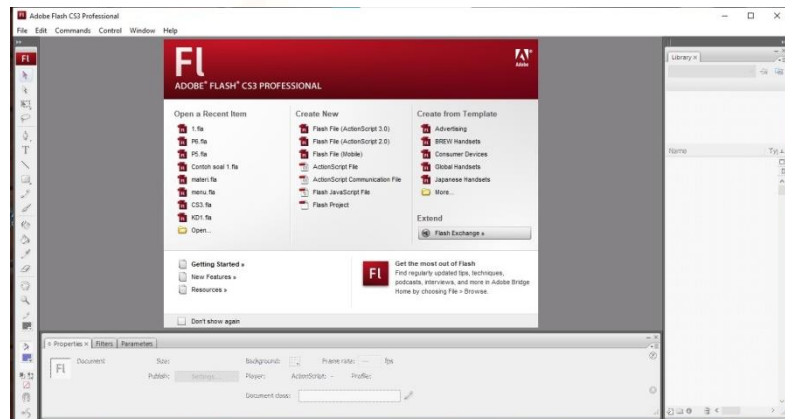 Adobe Flash CS3 Professional
File Edit Commands Control Window Help
Fl
Fl
Adobe
ADOBE® FLASH® CS3 PROFESSIONAL
Open a Recent Item
1.fla
P6.fla
P5.fla
Contoh soal 1.fla
materi.fla
menu.fla
CS3.fla
KD1.fla
Open...
Create New
Flash File (ActionScript 3.0)
Flash File (ActionScript 2.0)
Flash File (Mobile)
ActionScript File
ActionScript Communication File
Flash JavaScript File
Flash Project
Create from Template
Advertising
BREW Handsets
Consumer Devices
Global Handsets
Japanese Handsets
More...
Extend
Flash Exchange »
Getting Started »
New Features »
Resources »
Fl
Get the most out of Flash
Find regularly updated tips, techniques,
podcasts, interviews, and more in Adobe Bridge
Home by choosing File > Browse.
Don't show again
Library ×
Name
Properties × Filters Parameters
Fl
Document
Size:
Background:
Frame rate:
fps
Publish:
Settings...
Player:
ActionScript: -
Profile:
Document class: